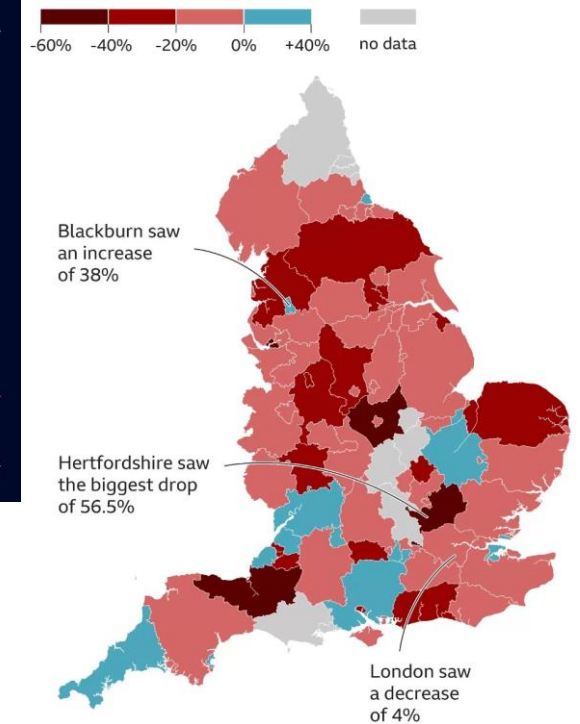 -60% -40% -20% 0% +40% no data
Blackburn saw
an increase
of 38%
Hertfordshire saw
the biggest drop
of 56.5%
London saw
a decrease
of 4%